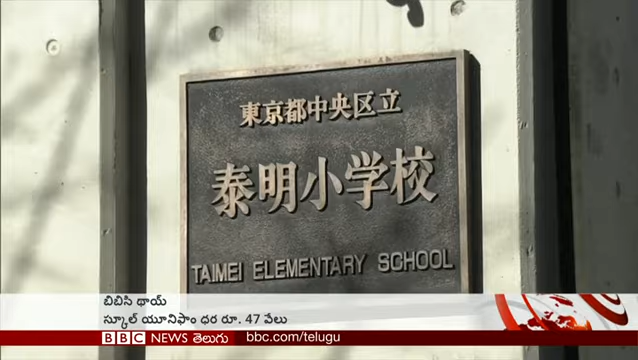 東京都中央区立
泰明小学校
TAIMEI ELEMENTARY SCHOOL
బిబిసి థాయ్
స్కూల్ యూనిఫాం ధర రూ. 47 వేలు
BBC NEWS తెలుగు bbc.com/telugu